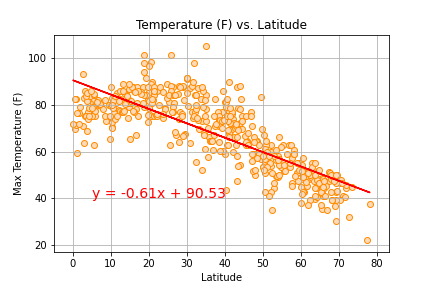 Temperature (F) vs. Latitude
Max Temperature (F)
100
80
60
40
20
y = -0.61x + 90.53
0 10 20 30 40 50 60 70 80
Latitude